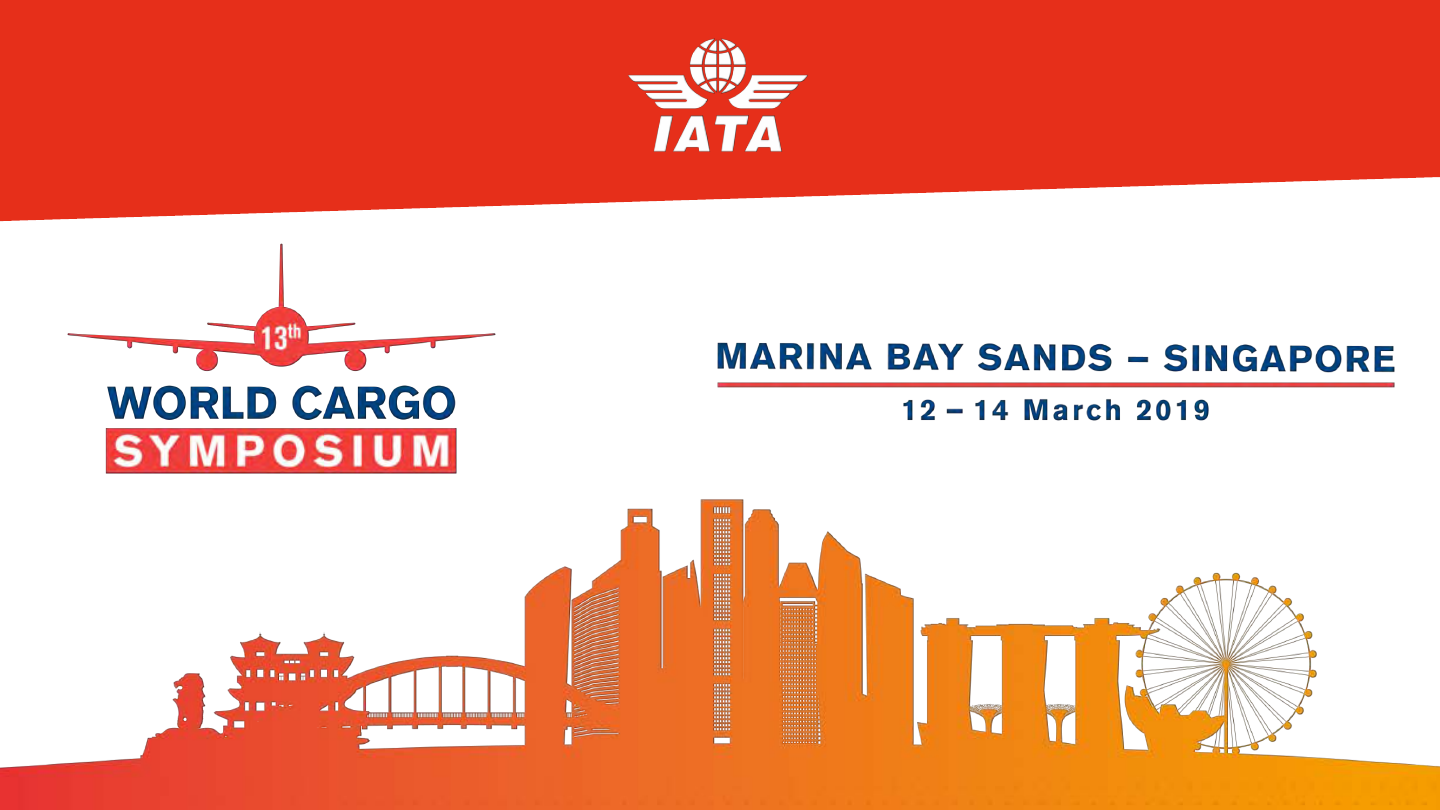 IATA
13th
WORLD CARGO
SYMPOSIUM
MARINA BAY SANDS – SINGAPORE
12 – 14 March 2019